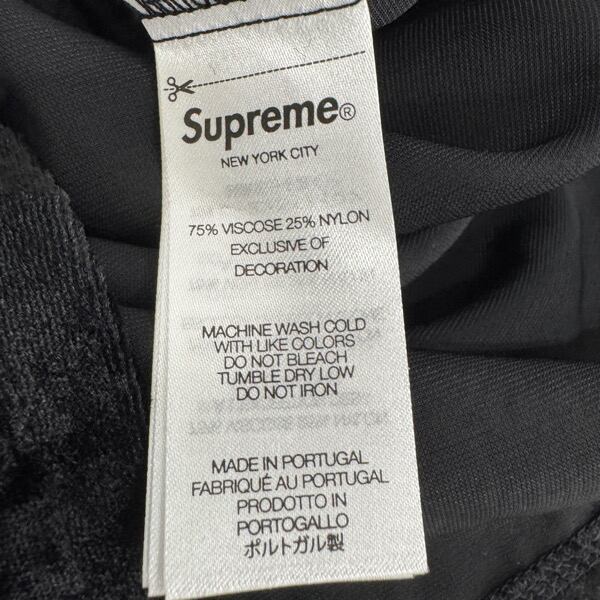 Supreme®
NEW YORK CITY
75% VISCOSE 25% NYLON
EXCLUSIVE OF
DECORATION
MACHINE WASH COLD
WITH LIKE COLORS
DO NOT BLEACH
TUMBLE DRY LOW
DO NOT IRON
MADE IN PORTUGAL
FABRIQUÉ AU PORTUGAL
PRODOTTO IN
PORTOGALLO
ポルトガル製